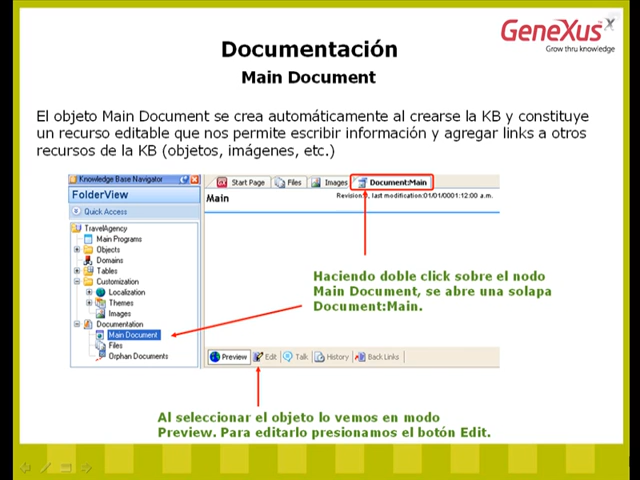 GeneXus X
Grow thru knowledge
Documentación
Main Document
El objeto Main Document se crea automáticamente al crearse la KB y constituye
un recurso editable que nos permite escribir información y agregar links a otros
recursos de la KB (objetos, imágenes, etc.)
Knowledge Base Navigator
FolderView
Quick Access
TravelAgency
Main Programs
Objects
Domains
Tables
Customization
Localization
Themes
Images
Documentation
Main Document
Files
Orphan Documents
Start Page
Files
Images
Document:Main
Main
Revision:0, last modification:01/01/0001:12:00 a.m.
Haciendo doble click sobre el nodo
Main Document, se abre una solapa
Document:Main.
Preview
Edit
Talk
History
Back Links
Al seleccionar el objeto lo vemos en modo
Preview. Para editarlo presionamos el botón Edit.